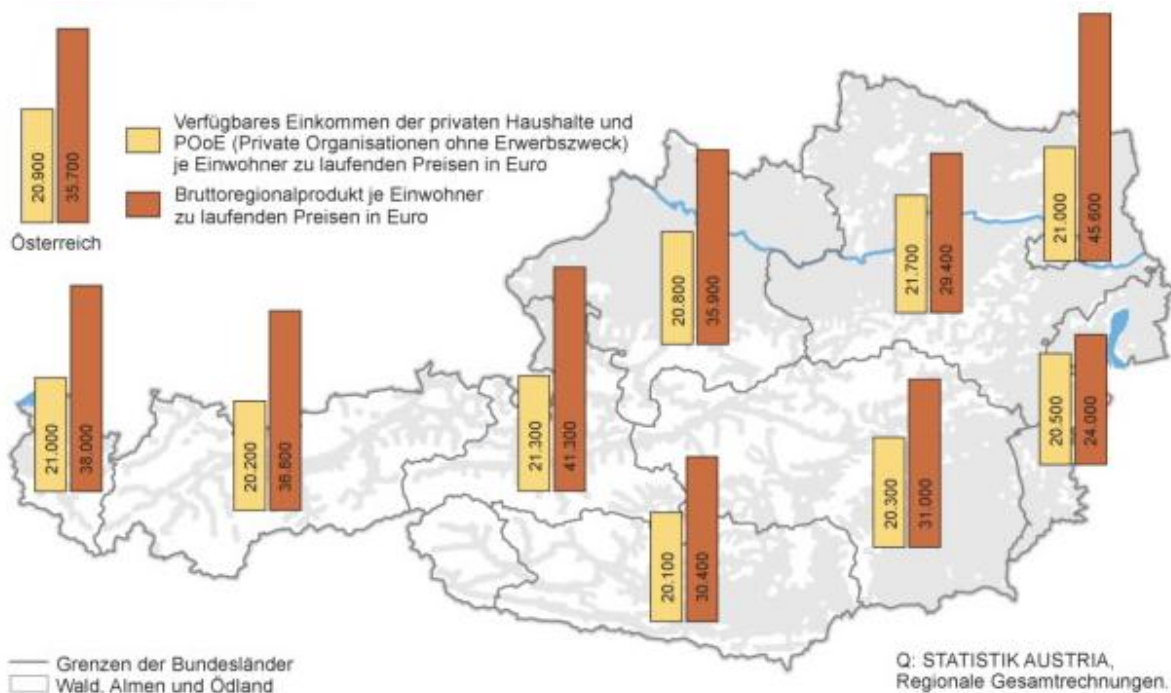 20.900
35.700
Österreich
Verfügbares Einkommen der privaten Haushalte und
POoE (Private Organisationen ohne Erwerbszweck)
je Einwohner zu laufenden Preisen in Euro
Bruttoregionalprodukt je Einwohner
zu laufenden Preisen in Euro
21.000
45.600
21.700
29.400
20.800
35.900
20.500
24.000
21.000
38.000
20.200
36.800
21.300
41.300
20.300
31.000
20.100
30.400
Grenzen der Bundesländer
Wald, Almen und Ödland
Q: STATISTIK AUSTRIA,
Regionale Gesamtrechnungen.